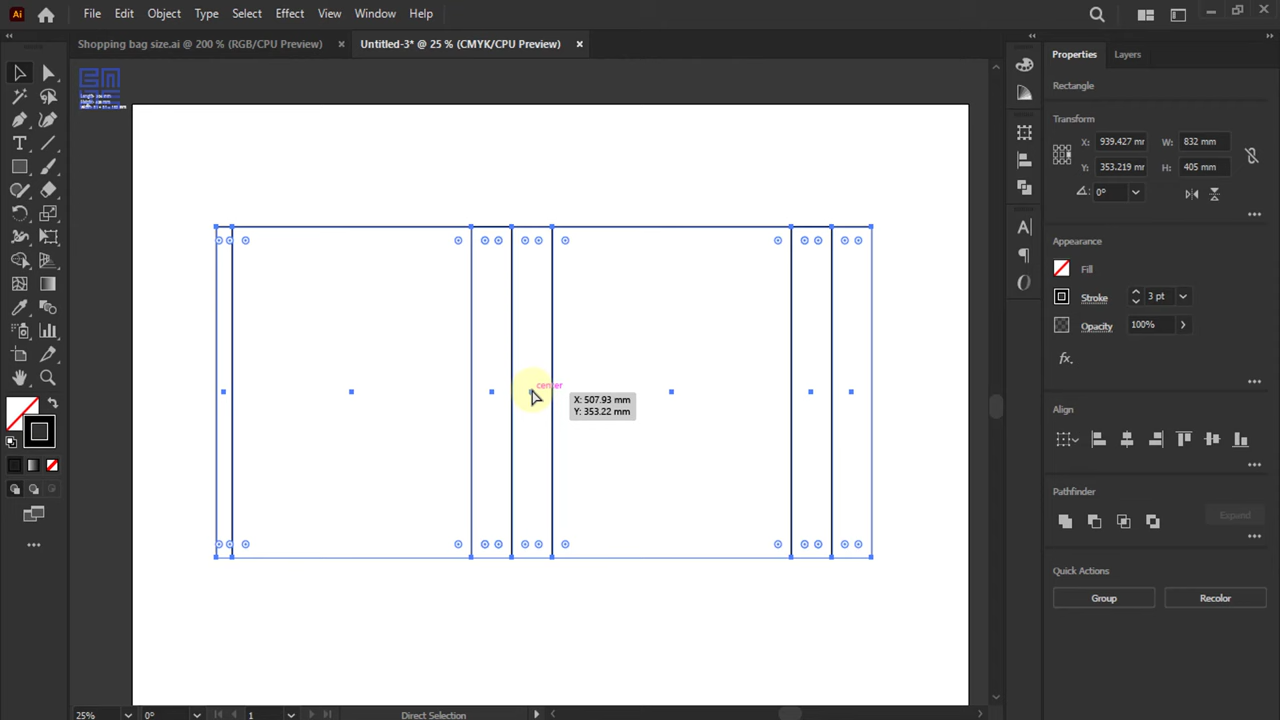 Ai File Edit Object Type Select Effect View Window Help
Shopping bag size.ai @ 200 % (RGB/CPU Preview) × Untitled-3* @ 25 % (CMYK/CPU Preview) ×
Properties Layers
Rectangle
Transform
X: 939.427 mm W: 832 mm
Y: 353.219 mm H: 405 mm
0°
Appearance
Fill
Stroke 3 pt
Opacity 100%
fx.
Align
Pathfinder
Expand
Quick Actions
Group Recolor
center
X: 507.93 mm
Y: 353.22 mm
25% 0° 1 Direct Selection